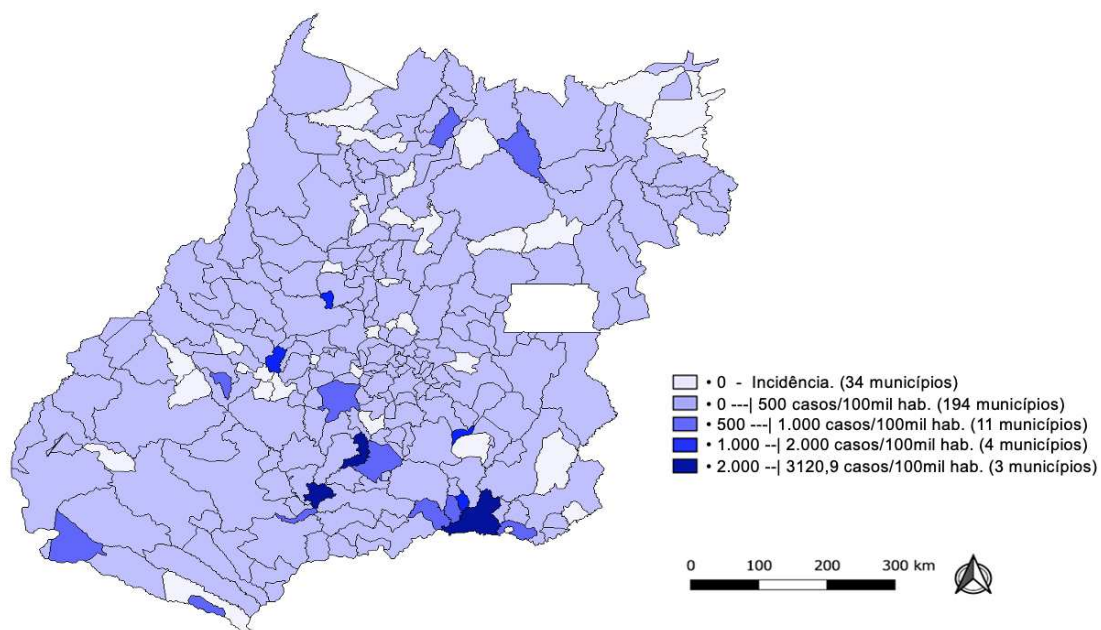 • 0 - Incidência. (34 municípios)
• 0 ---| 500 casos/100mil hab. (194 municípios)
• 500 ---| 1.000 casos/100mil hab. (11 municípios)
• 1.000 --| 2.000 casos/100mil hab. (4 municípios)
• 2.000 --| 3120,9 casos/100mil hab. (3 municípios)
0 100 200 300 km